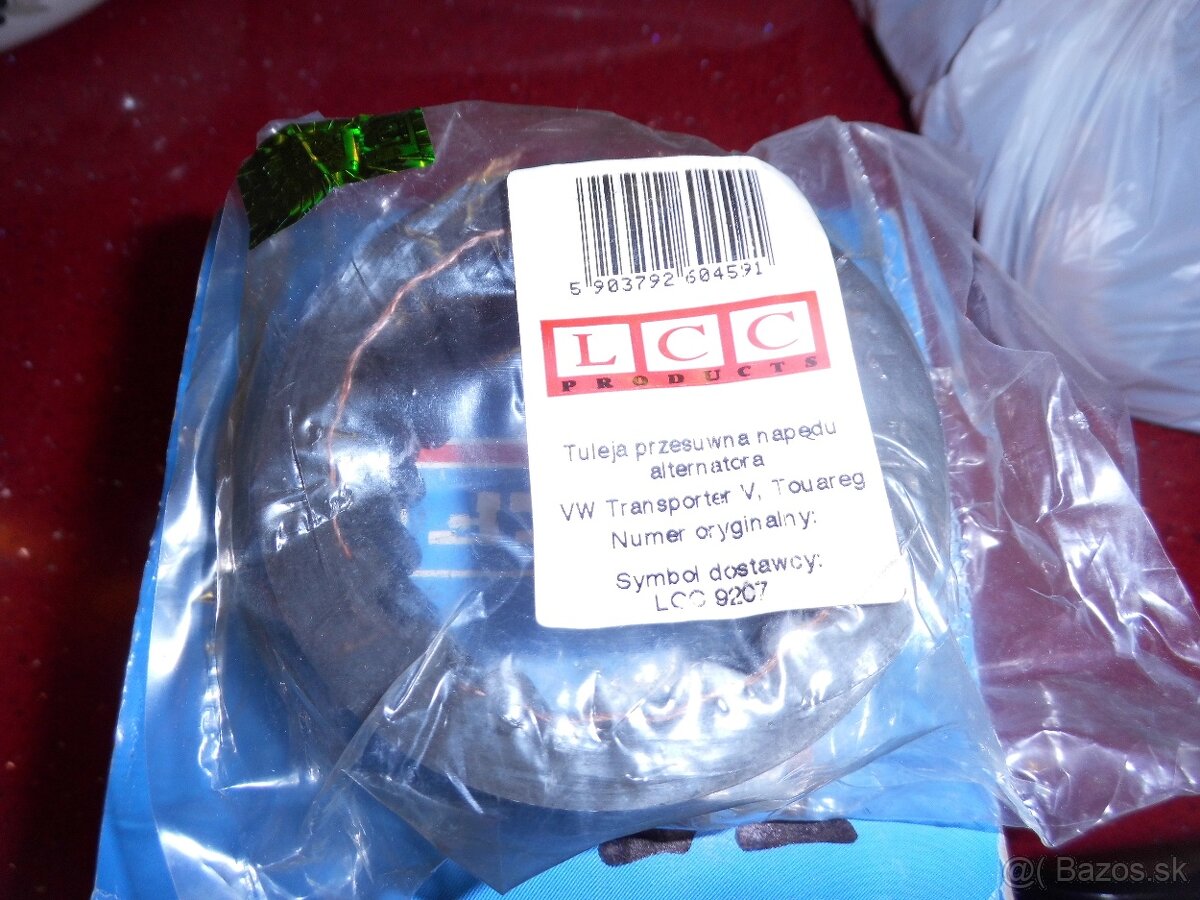 5 903792 604591
LCC
PRODUCTS
Tuleja przesuwna napędu
alternatora
VW Transporter V, Touareg
Numer oryginalny:
Symbol dostawcy:
LCC 9207
@( Bazos.sk